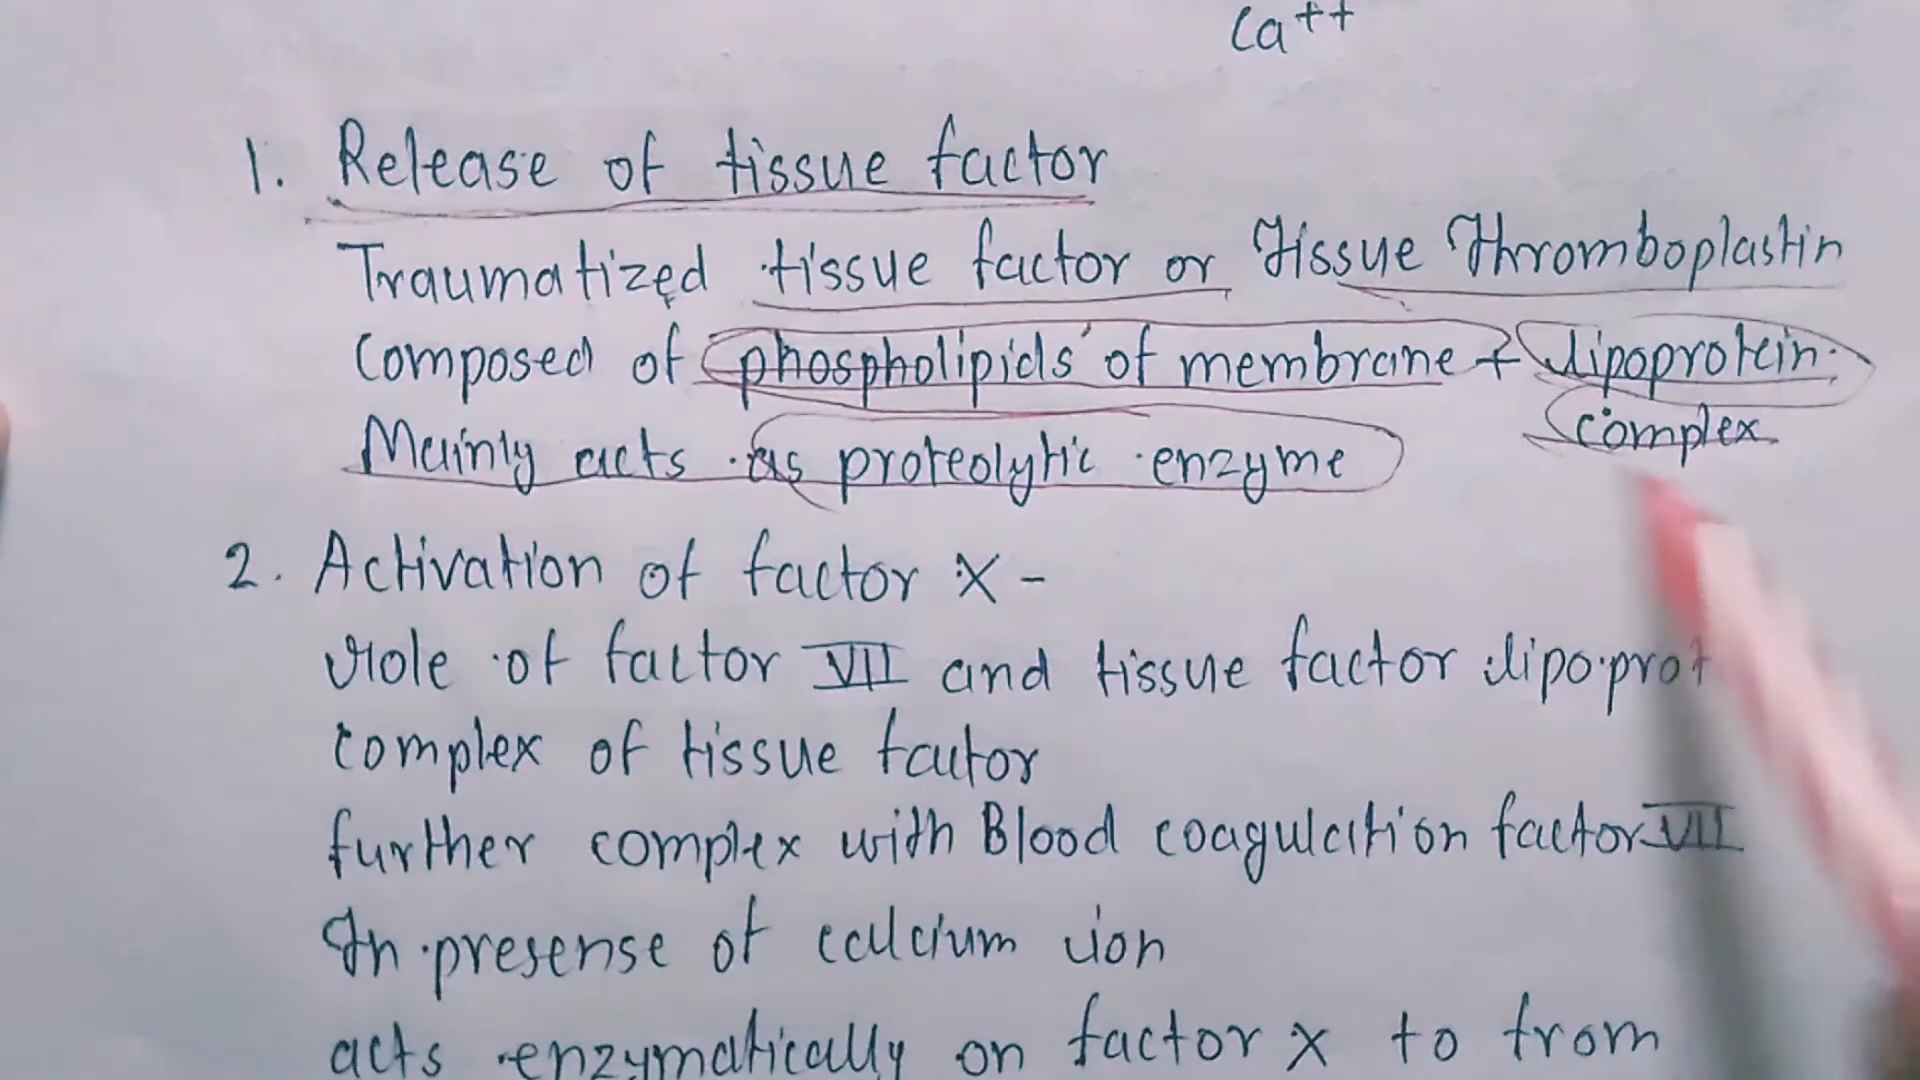 Ca++
1. Release of tissue factor
Traumatized tissue factor or Tissue Thromboplastin
composed of phospholipids of membrane + lipoprotein
complex
Mainly acts as proteolytic enzyme
2. Activation of factor X -
role of factor VII and tissue factor lipoprot
complex of tissue factor
further complex with Blood coagulation factor VII
In presense of calcium ion
acts enzymatically on factor X to from